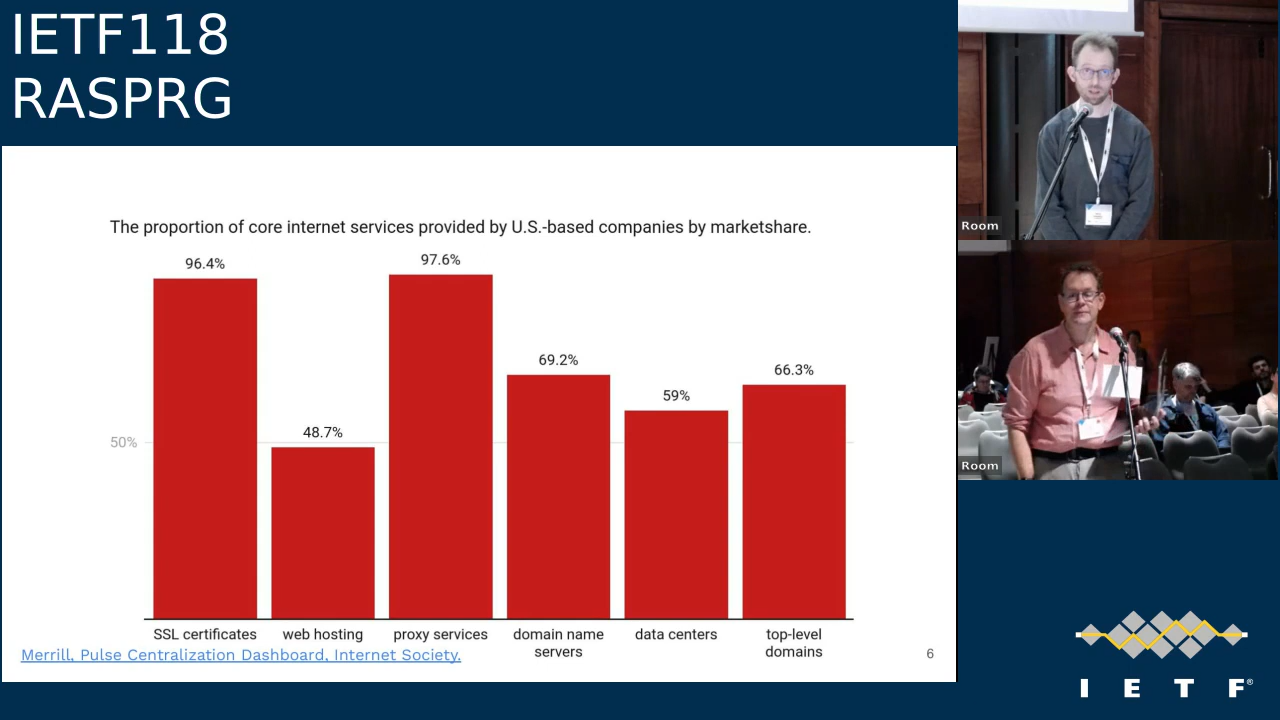 IETF118
RASPRG
The proportion of core internet services provided by U.S.-based companies by marketshare.
96.4%
48.7%
97.6%
69.2%
59%
66.3%
50%
SSL certificates
web hosting
proxy services
domain name
servers
data centers
top-level
domains
Merrill, Pulse Centralization Dashboard, Internet Society.
6
Room
Room
I E T F®